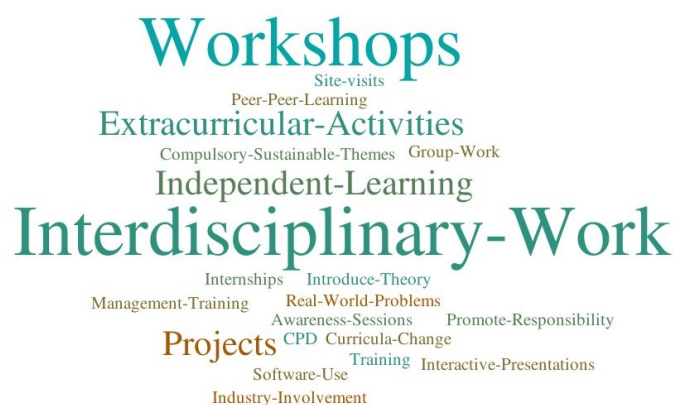 Workshops
Site-visits
Peer-Peer-Learning
Extracurricular-Activities
Compulsory-Sustainable-Themes Group-Work
Independent-Learning
Interdisciplinary-Work
Internships Introduce-Theory
Management-Training Real-World-Problems
Awareness-Sessions Promote-Responsibility
Projects CPD Curricula-Change
Training Interactive-Presentations
Software-Use
Industry-Involvement